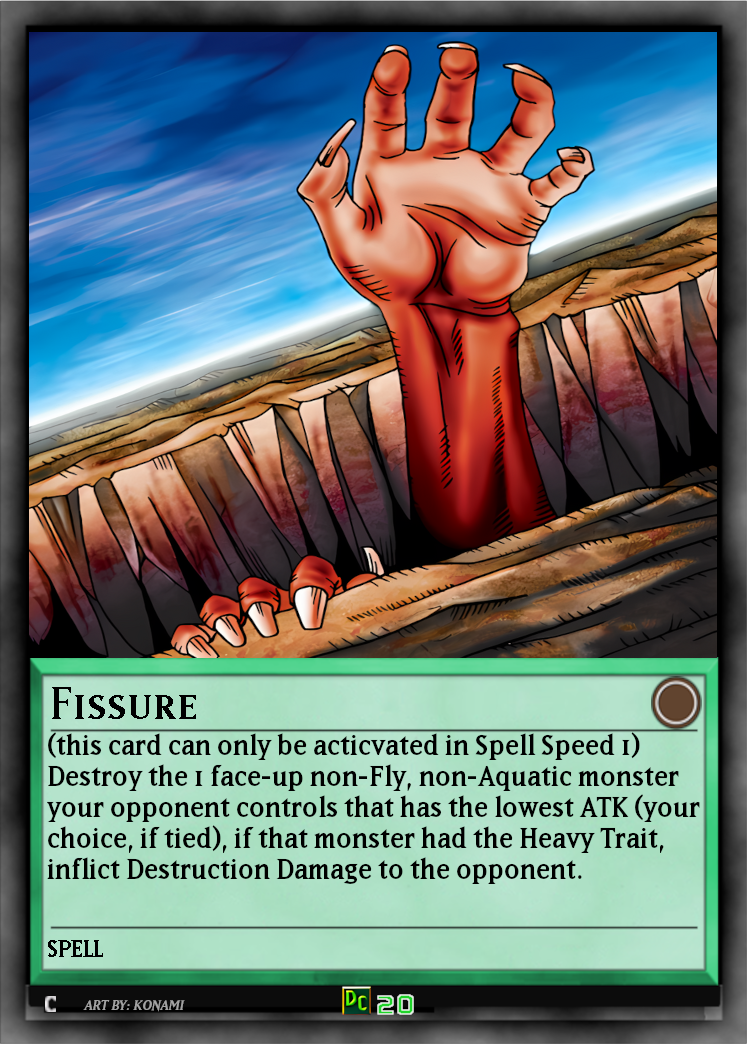 Fissure
(this card can only be acticvated in Spell Speed 1)
Destroy the 1 face-up non-Fly, non-Aquatic monster
your opponent controls that has the lowest ATK (your
choice, if tied), if that monster had the Heavy Trait,
inflict Destruction Damage to the opponent.
SPELL
C ART BY: KONAMI DC 20